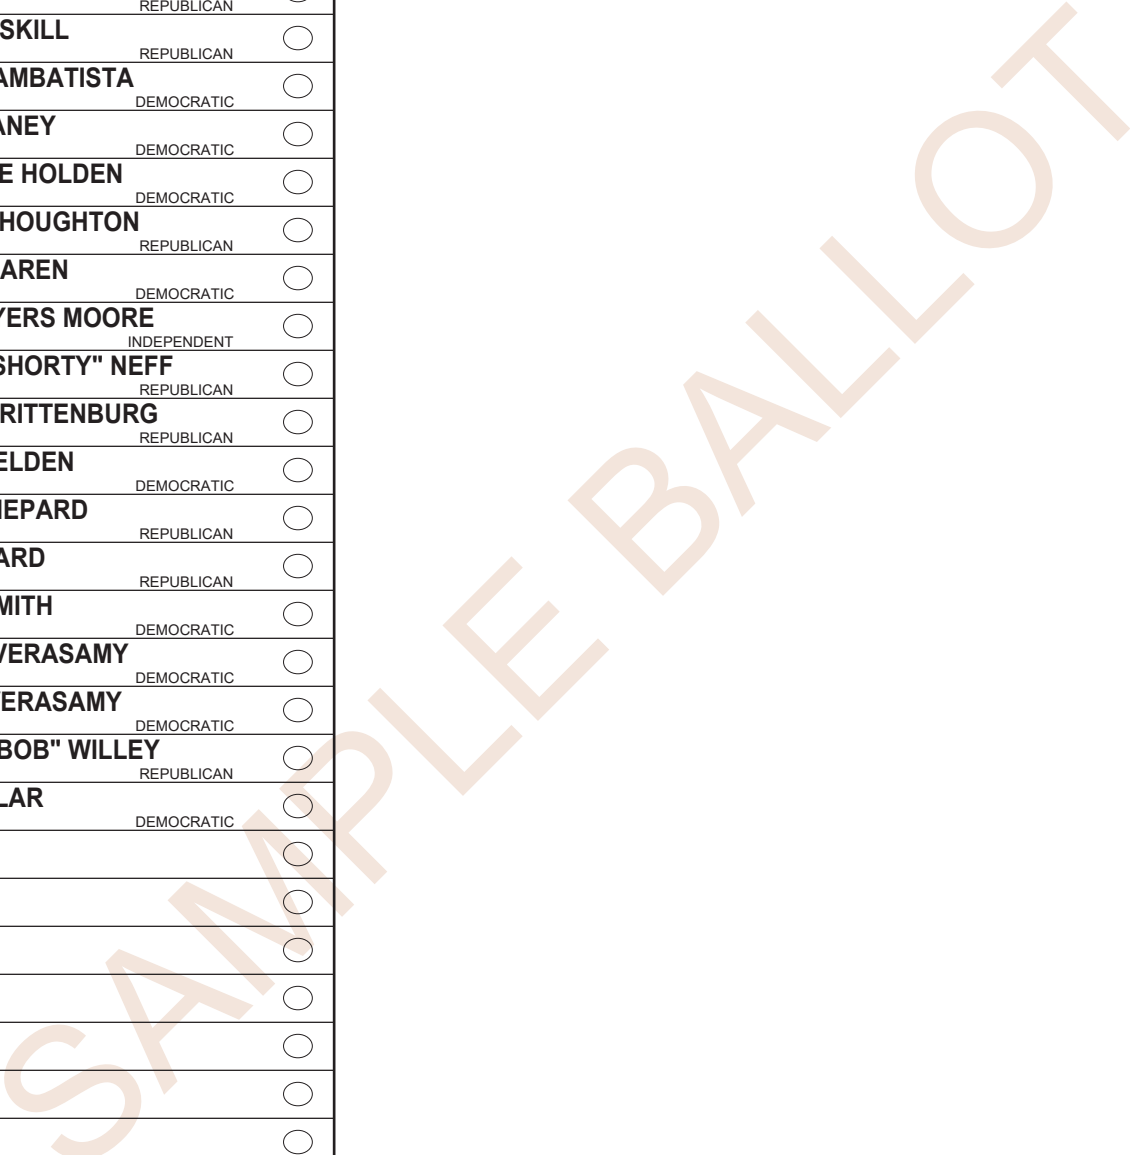 REPUBLICAN
SKILL
REPUBLICAN
AMBATISTA
DEMOCRATIC
ANEY
DEMOCRATIC
E HOLDEN
DEMOCRATIC
HOUGHTON
REPUBLICAN
AREN
DEMOCRATIC
YERS MOORE
INDEPENDENT
SHORTY" NEFF
REPUBLICAN
RITTENBURG
REPUBLICAN
ELDEN
DEMOCRATIC
HEPARD
REPUBLICAN
ARD
REPUBLICAN
MITH
DEMOCRATIC
VERASAMY
DEMOCRATIC
ERASAMY
DEMOCRATIC
BOB" WILLEY
REPUBLICAN
LAR
DEMOCRATIC
SAMPLE BALLOT